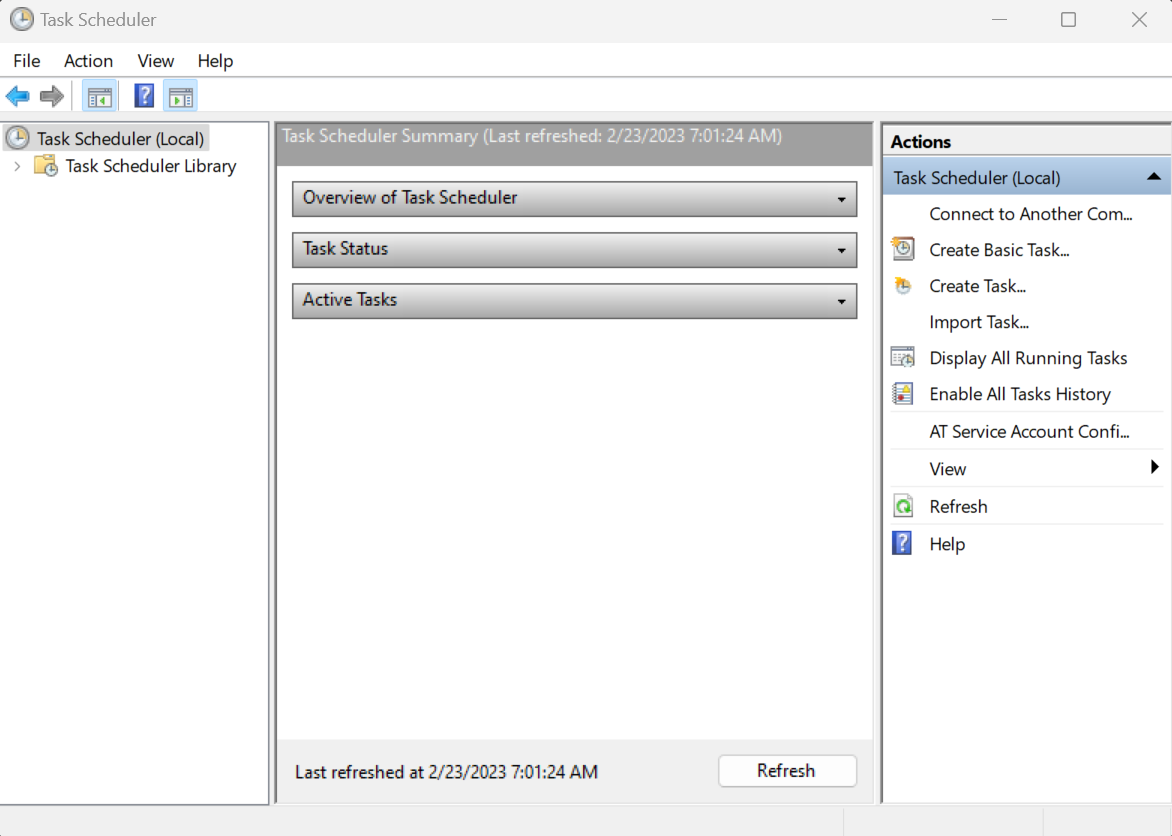 Task Scheduler
File Action View Help
Task Scheduler (Local)
Task Scheduler Library
Task Scheduler Summary (Last refreshed: 2/23/2023 7:01:24 AM)
Overview of Task Scheduler
Task Status
Active Tasks
Last refreshed at 2/23/2023 7:01:24 AM
Refresh
Actions
Task Scheduler (Local)
Connect to Another Com...
Create Basic Task...
Create Task...
Import Task...
Display All Running Tasks
Enable All Tasks History
AT Service Account Confi...
View
Refresh
Help